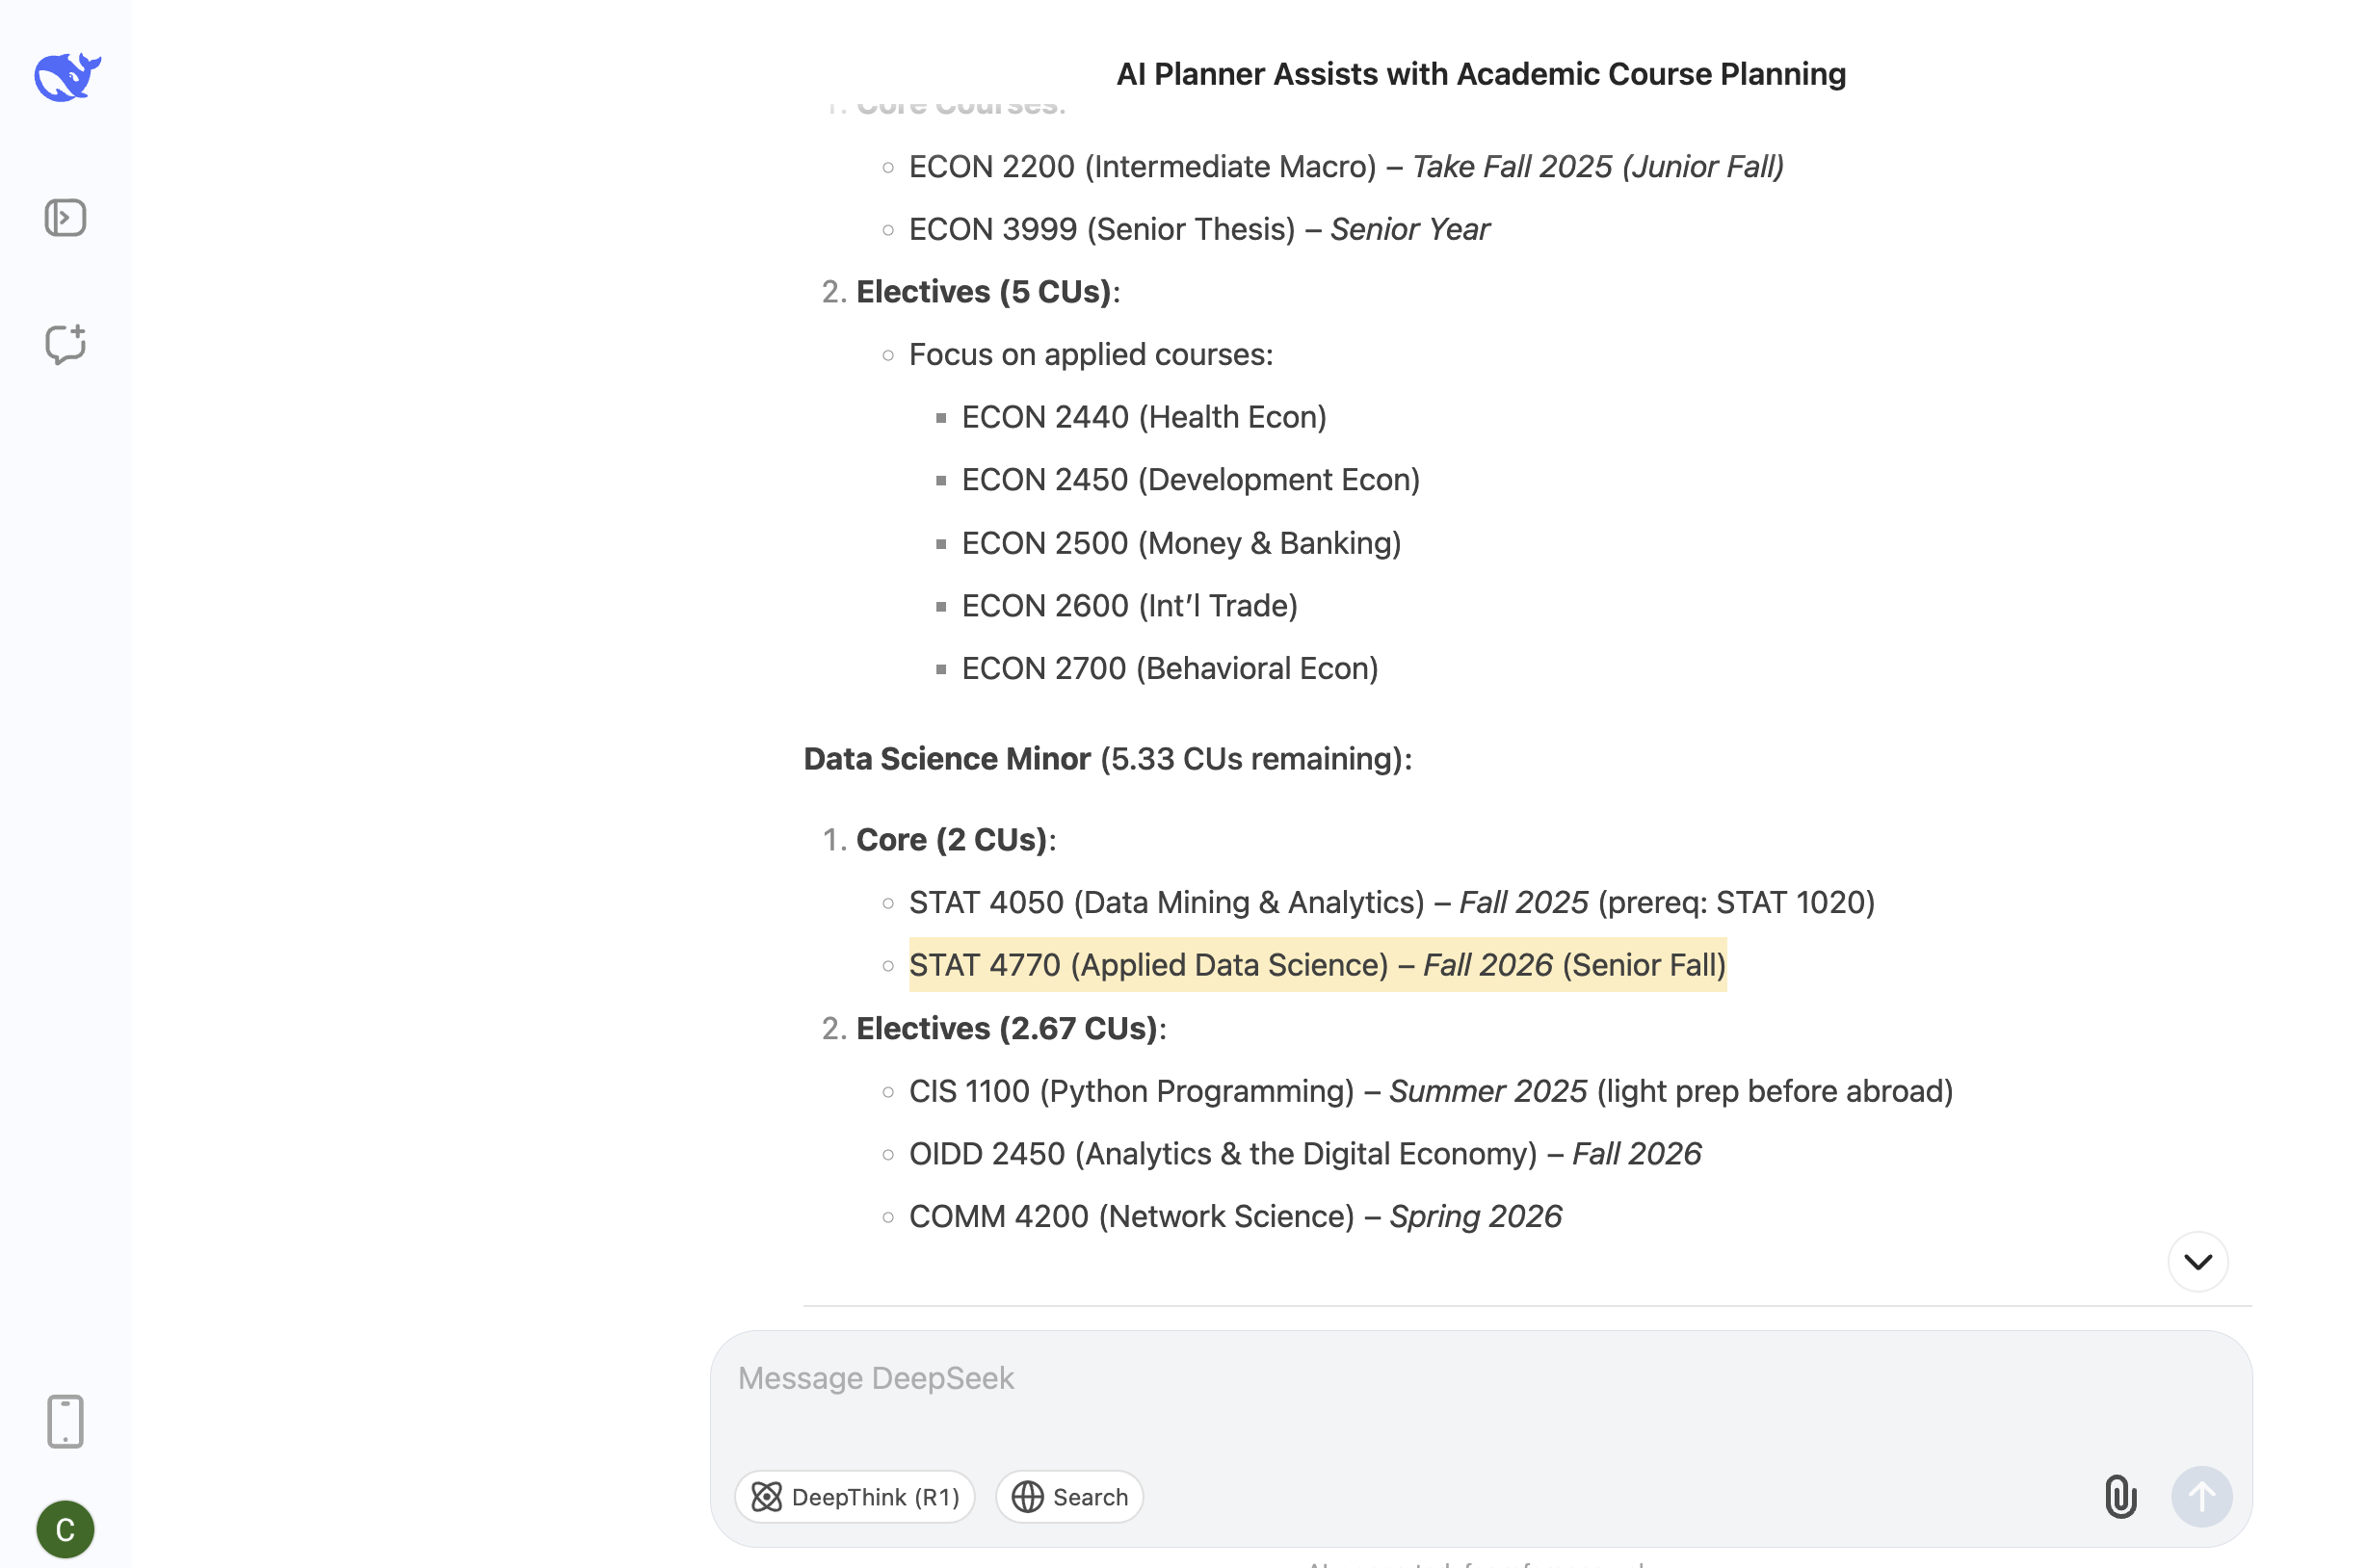 AI Planner Assists with Academic Course Planning
1. Core Courses:
ECON 2200 (Intermediate Macro) – Take Fall 2025 (Junior Fall)
ECON 3999 (Senior Thesis) – Senior Year
2. Electives (5 CUs):
Focus on applied courses:
ECON 2440 (Health Econ)
ECON 2450 (Development Econ)
ECON 2500 (Money & Banking)
ECON 2600 (Int’l Trade)
ECON 2700 (Behavioral Econ)
Data Science Minor (5.33 CUs remaining):
1. Core (2 CUs):
STAT 4050 (Data Mining & Analytics) – Fall 2025 (prereq: STAT 1020)
STAT 4770 (Applied Data Science) – Fall 2026 (Senior Fall)
2. Electives (2.67 CUs):
CIS 1100 (Python Programming) – Summer 2025 (light prep before abroad)
OIDD 2450 (Analytics & the Digital Economy) – Fall 2026
COMM 4200 (Network Science) – Spring 2026
Message DeepSeek
DeepThink (R1)
Search
C